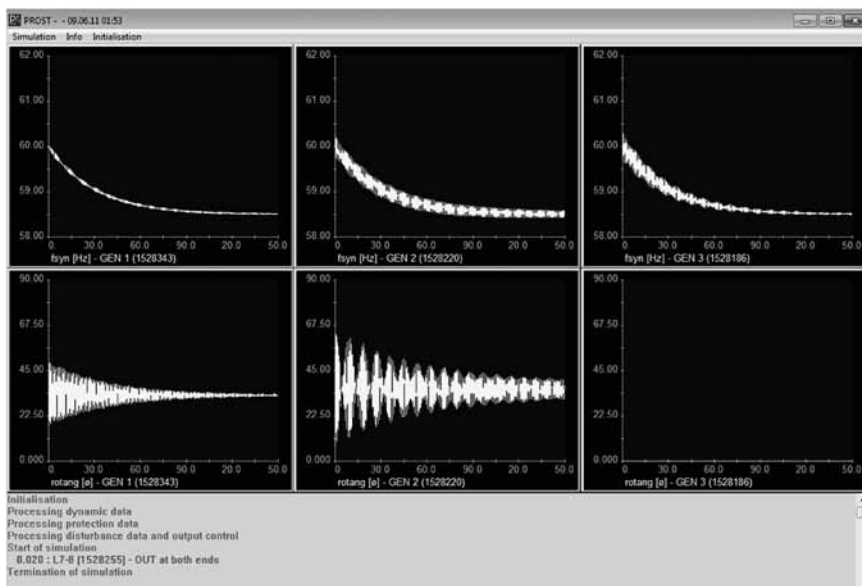 PROST - - 09.06.11 01:53
Simulation Info Initialisation
62.00
61.00
60.00
59.00
58.00
30.0 60.0 90.0 20.0 50.0
fsyn [Hz] - GEN 1 (1528343)
62.00
61.00
60.00
59.00
58.00
30.0 60.0 90.0 20.0 50.0
fsyn [Hz] - GEN 2 (1528220)
62.00
61.00
60.00
59.00
58.00
30.0 60.0 90.0 20.0 50.0
fsyn [Hz] - GEN 3 (1528186)
90.00
67.50
45.00
22.50
0.000
30.0 60.0 90.0 20.0 50.0
rotang [ø] - GEN 1 (1528343)
90.00
67.50
45.00
22.50
0.000
30.0 60.0 90.0 20.0 50.0
rotang [ø] - GEN 2 (1528220)
90.00
67.50
45.00
22.50
0.000
30.0 60.0 90.0 20.0 50.0
rotang [ø] - GEN 3 (1528186)
Initialisation
Processing dynamic data
Processing protection data
Processing disturbance data and output control
Start of simulation
0.020 : L7-8 [1528255] - OUT at both ends
Termination of simulation